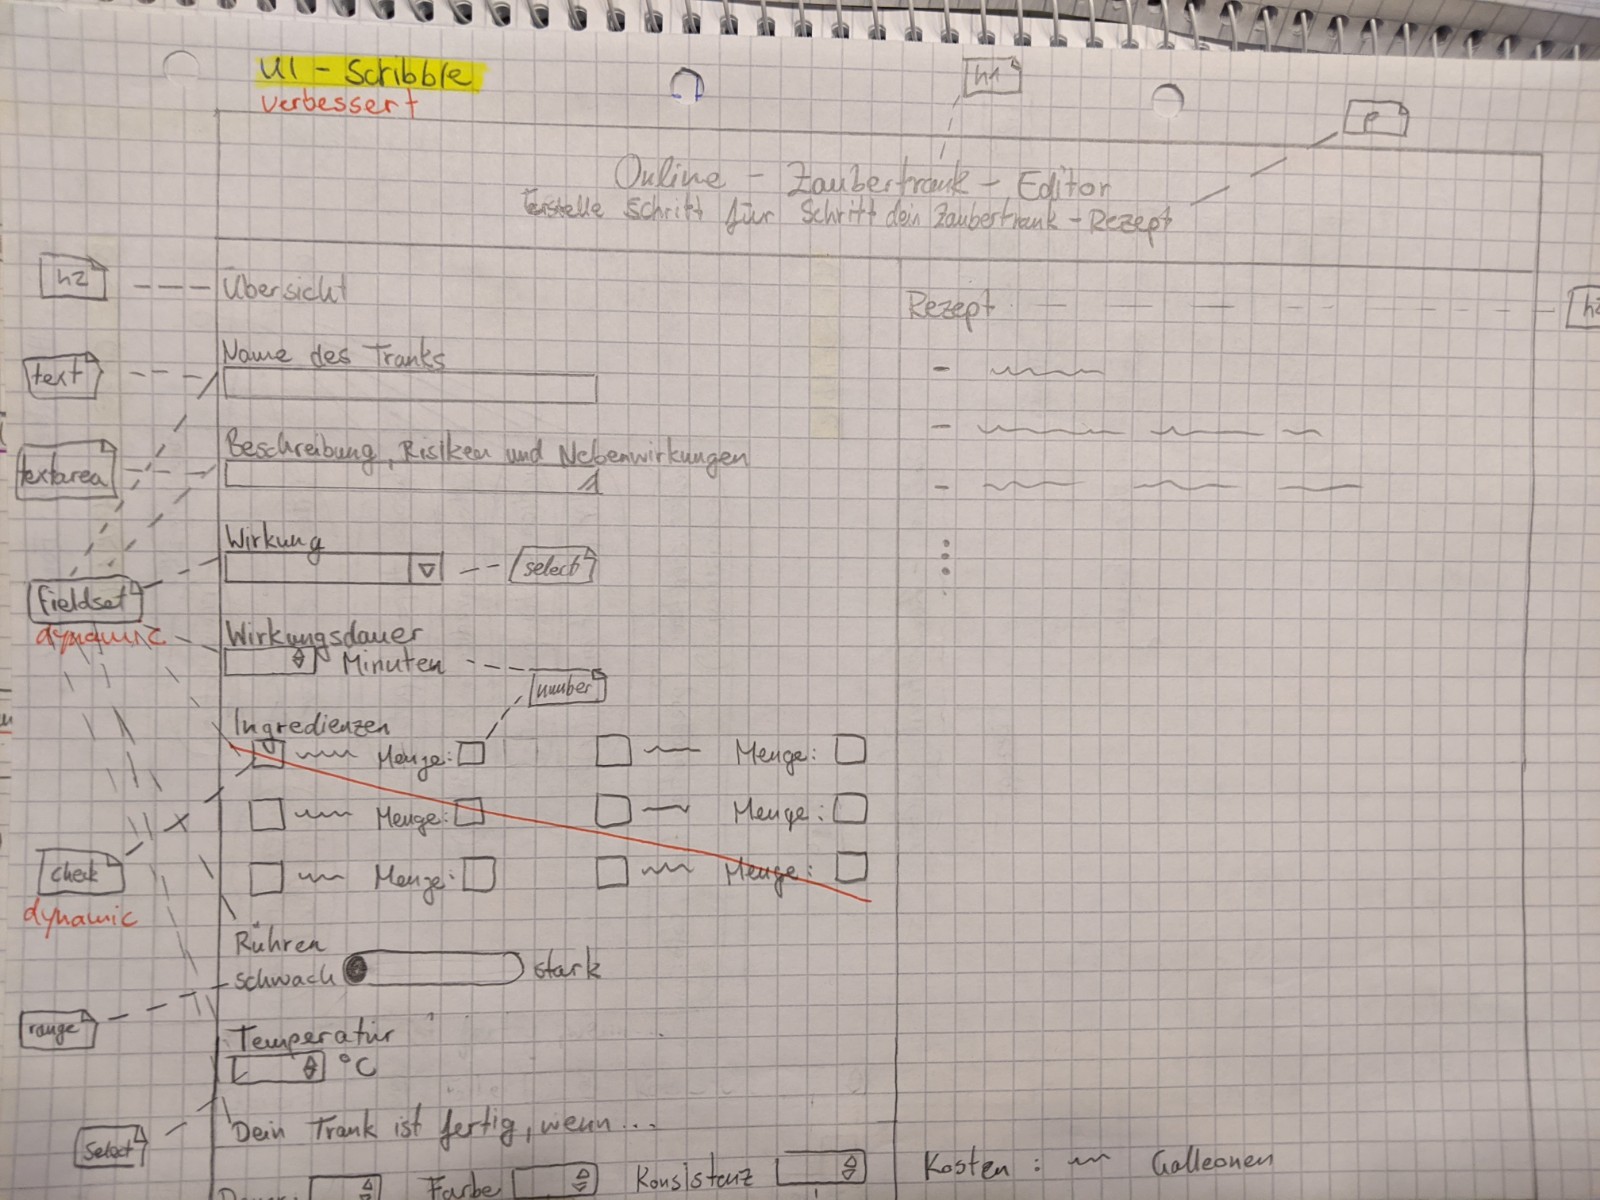 UI - Scribble
verbessert
h1
p
Online - Zaubertrank - Editor
Erstelle Schritt für Schritt dein Zaubertrank - Rezept
h2
Übersicht
Rezept
h2
Name des Tranks
text
Beschreibung, Risiken und Nebenwirkungen
textarea
Wirkung
select
fieldset
dynamic
Wirkungsdauer
Minuten
number
Ingredienzen
Menge: Menge:
Menge: Menge:
Menge: Menge:
check
dynamic
Rühren
schwach stark
range
Temperatur
°C
Dein Trank ist fertig, wenn...
select
Farbe Konsistenz
Kosten : Galleonen